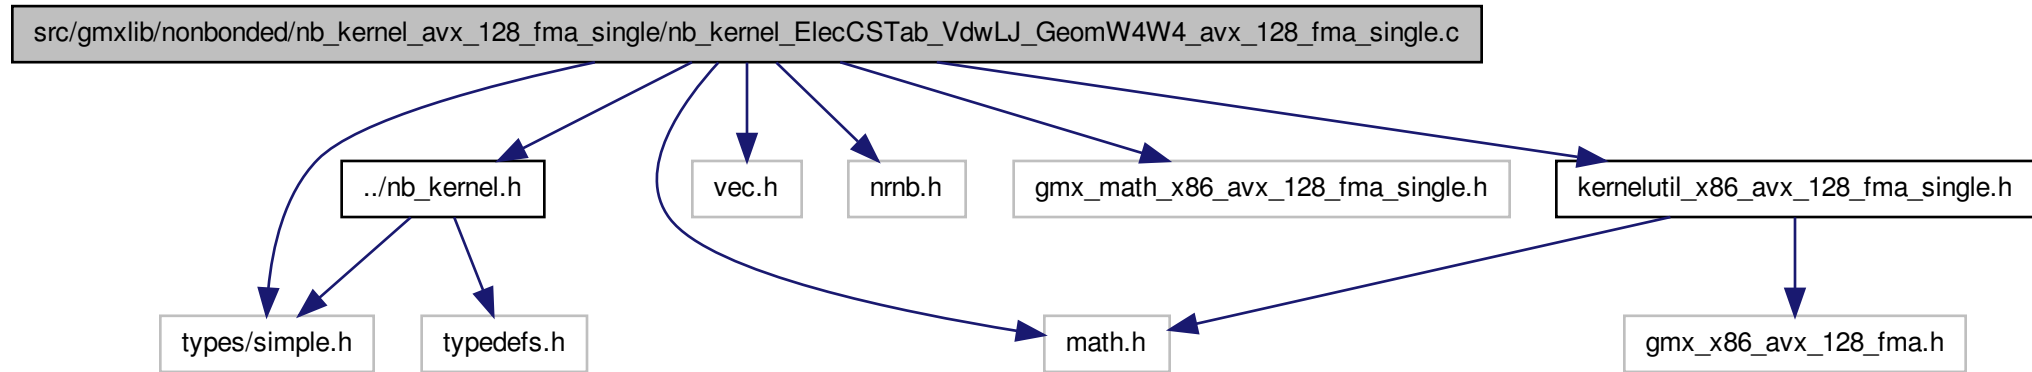 src/gmxlib/nonbonded/nb_kernel_avx_128_fma_single/nb_kernel_ElecCSTab_VdwLJ_GeomW4W4_avx_128_fma_single.c
../nb_kernel.h
vec.h
nrnb.h
gmx_math_x86_avx_128_fma_single.h
kernelutil_x86_avx_128_fma_single.h
types/simple.h
typedefs.h
math.h
gmx_x86_avx_128_fma.h